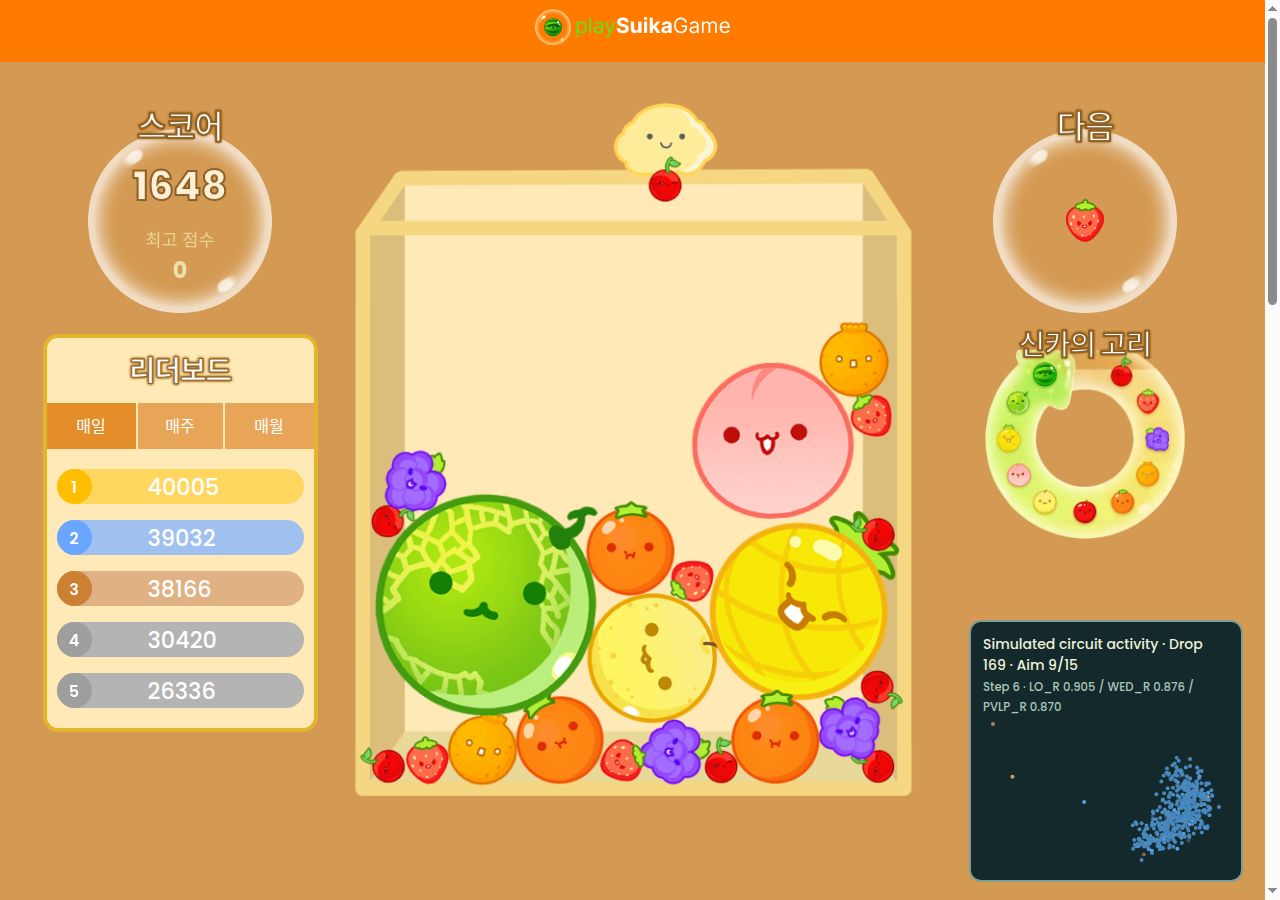 playSuikaGame
스코어
1648
최고 점수
0
리더보드
매일
매주
매월
1
40005
2
39032
3
38166
4
30420
5
26336
다음
신카의 고리
Simulated circuit activity · Drop
169 · Aim 9/15
Step 6 · LO_R 0.905 / WED_R 0.876 /
PVLP_R 0.870